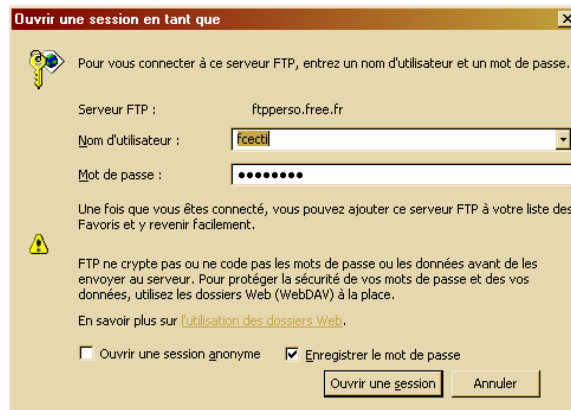 Ouvrir une session en tant que
Pour vous connecter à ce serveur FTP, entrez un nom d'utilisateur et un mot de passe.
Serveur FTP : ftpperso.free.fr
Nom d'utilisateur : fcecti
Mot de passe : ●●●●●●●●
Une fois que vous êtes connecté, vous pouvez ajouter ce serveur FTP à votre liste des
Favoris et y revenir facilement.
FTP ne crypte pas ou ne code pas les mots de passe ou les données avant de les
envoyer au serveur. Pour protéger la sécurité de vos mots de passe et des vos
données, utilisez les dossiers Web (WebDAV) à la place.
En savoir plus sur l'utilisation des dossiers Web.
Ouvrir une session anonyme Enregistrer le mot de passe
Ouvrir une session Annuler